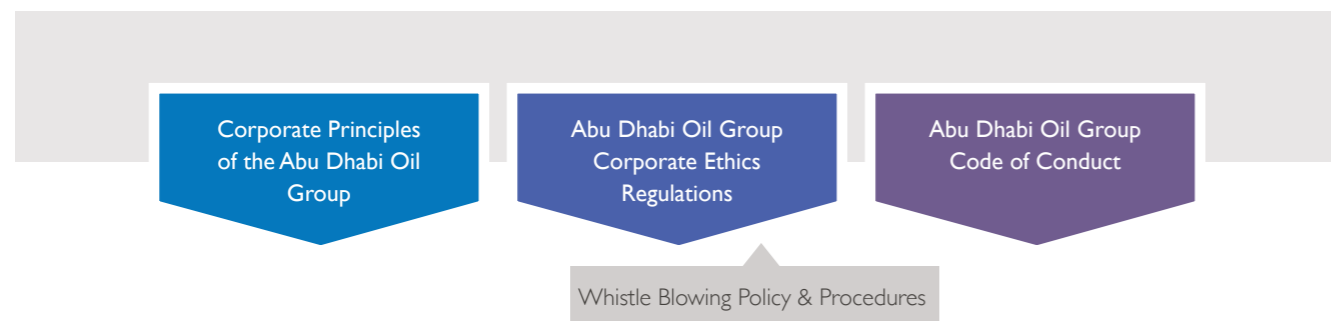 Corporate Principles
of the Abu Dhabi Oil
Group
Abu Dhabi Oil Group
Corporate Ethics
Regulations
Abu Dhabi Oil Group
Code of Conduct
Whistle Blowing Policy & Procedures